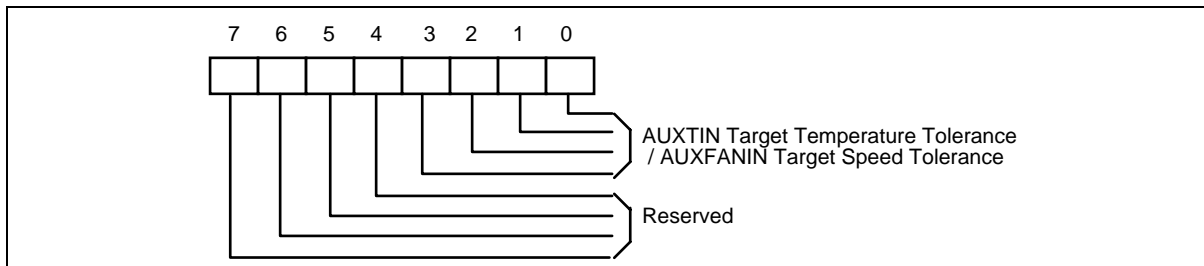 7 6 5 4 3 2 1 0
AUXTIN Target Temperature Tolerance
/ AUXFANIN Target Speed Tolerance
Reserved